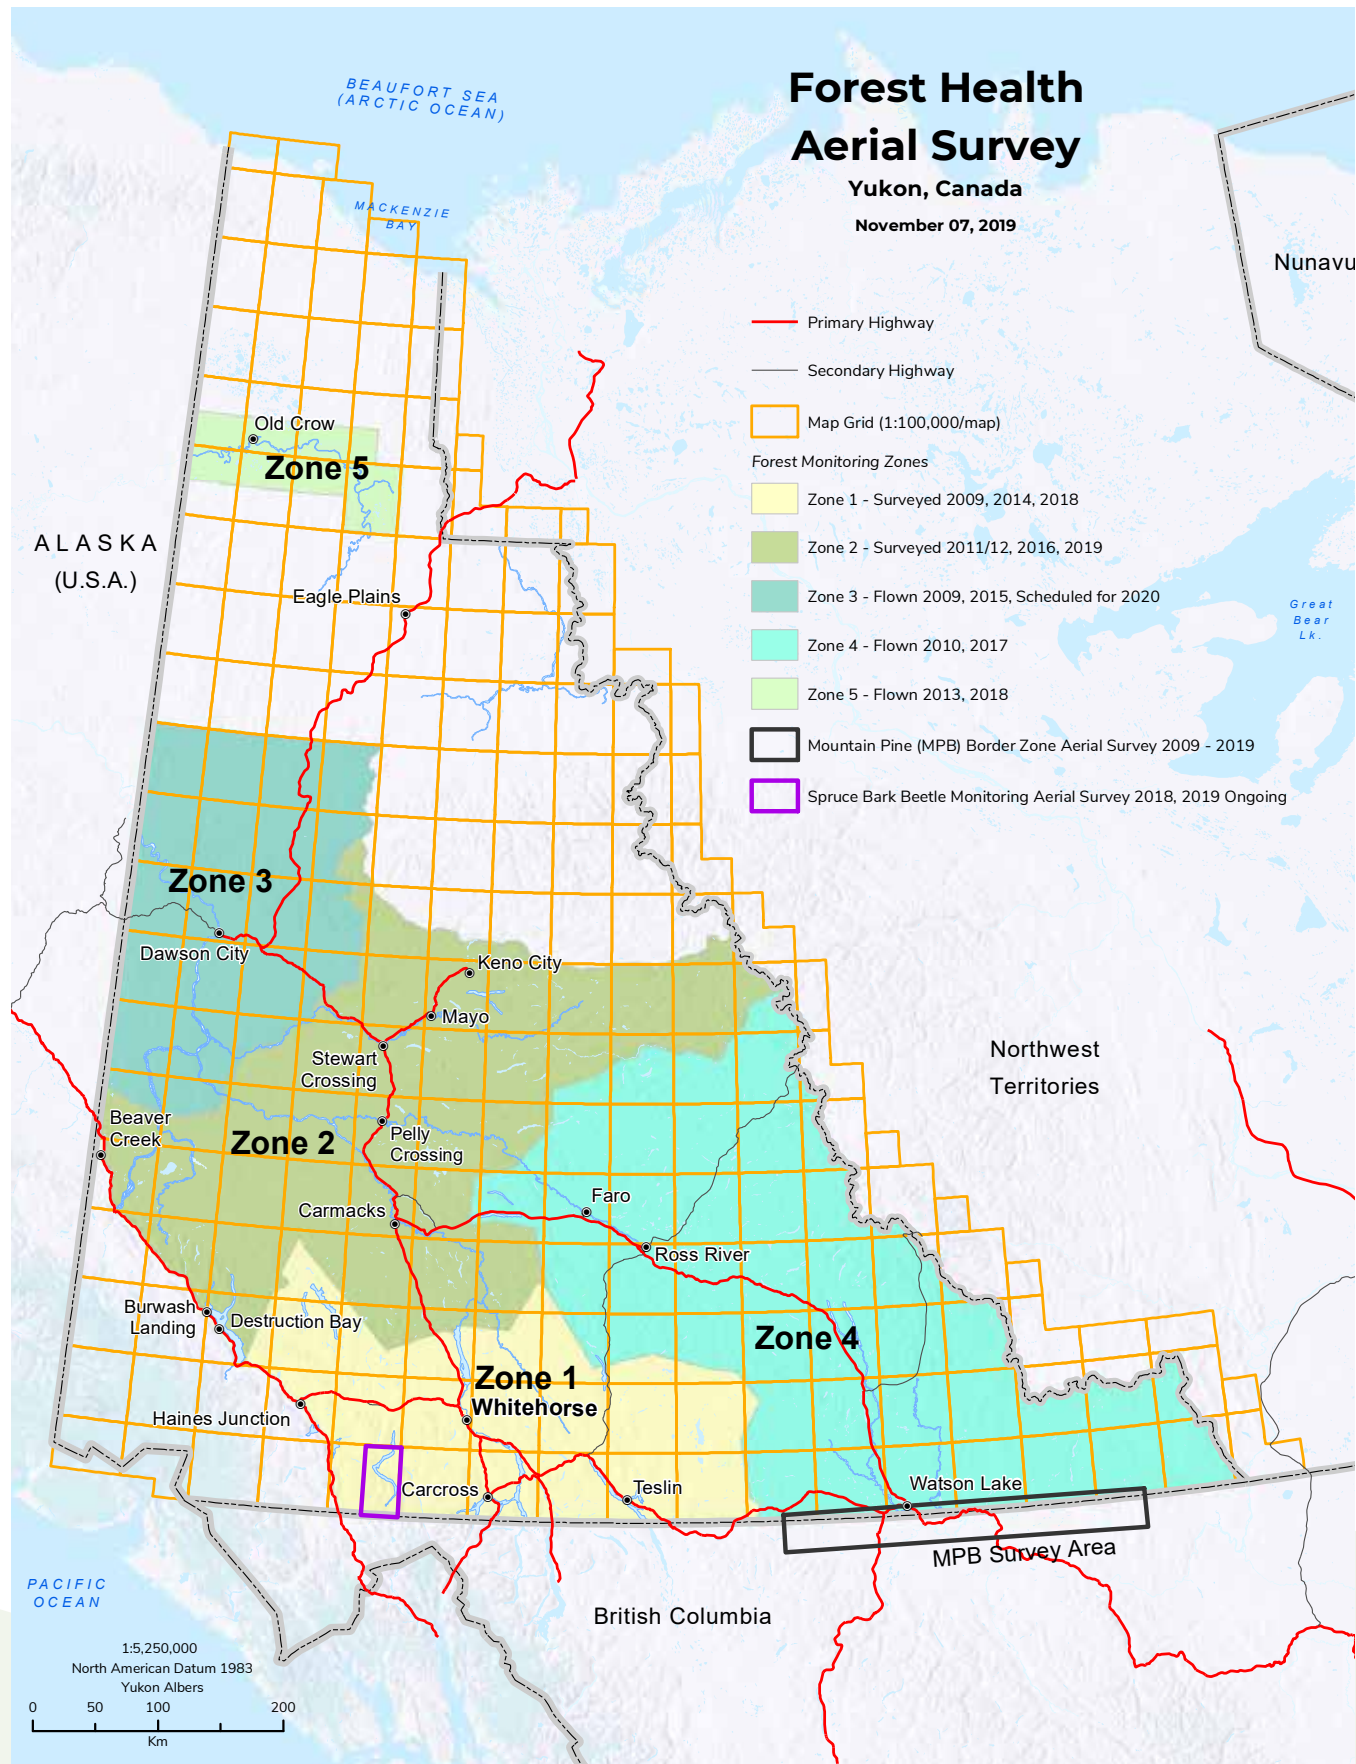 BEAUFORT SEA
(ARCTIC OCEAN)
Forest Health
Aerial Survey
Yukon, Canada
November 07, 2019
MACKENZIE
BAY
Nunavu
Primary Highway
Secondary Highway
Map Grid (1:100,000/map)
Forest Monitoring Zones
Zone 1 - Surveyed 2009, 2014, 2018
Zone 2 - Surveyed 2011/12, 2016, 2019
Zone 3 - Flown 2009, 2015, Scheduled for 2020
Zone 4 - Flown 2010, 2017
Zone 5 - Flown 2013, 2018
Mountain Pine (MPB) Border Zone Aerial Survey 2009 - 2019
Spruce Bark Beetle Monitoring Aerial Survey 2018, 2019 Ongoing
Old Crow
Zone 5
ALASKA
(U.S.A.)
Eagle Plains
Great
Bear
Lk.
Zone 3
Dawson City
Keno City
Mayo
Stewart
Crossing
Northwest
Territories
Beaver
Creek
Zone 2
Pelly
Crossing
Carmacks
Faro
Ross River
Burwash
Landing
Destruction Bay
Zone 4
Zone 1
Whitehorse
Haines Junction
Carcross
Teslin
Watson Lake
MPB Survey Area
PACIFIC
OCEAN
British Columbia
1:5,250,000
North American Datum 1983
Yukon Albers
0 50 100 200
Km